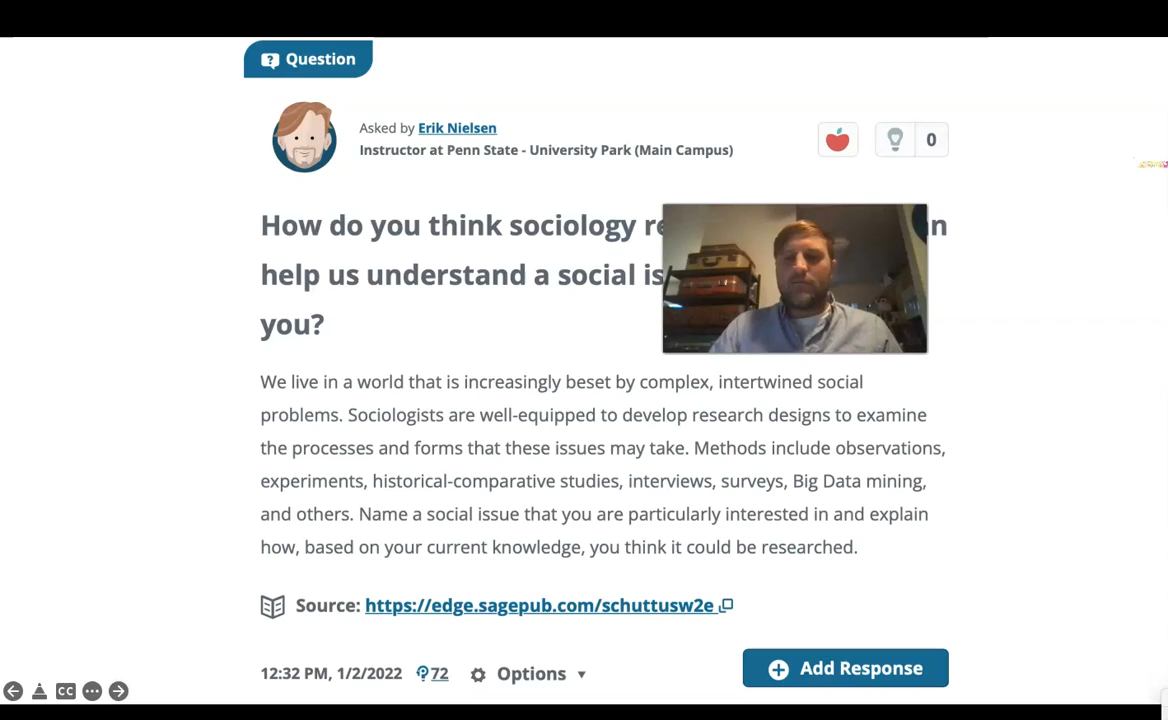 Question
Asked by Erik Nielsen
Instructor at Penn State - University Park (Main Campus)
0
How do you think sociology
help us understand a social
you?
We live in a world that is increasingly beset by complex, intertwined social
problems. Sociologists are well-equipped to develop research designs to examine
the processes and forms that these issues may take. Methods include observations,
experiments, historical-comparative studies, interviews, surveys, Big Data mining,
and others. Name a social issue that you are particularly interested in and explain
how, based on your current knowledge, you think it could be researched.
Source: https://edge.sagepub.com/schuttusw2e
12:32 PM, 1/2/2022 72 Options
Add Response
CC